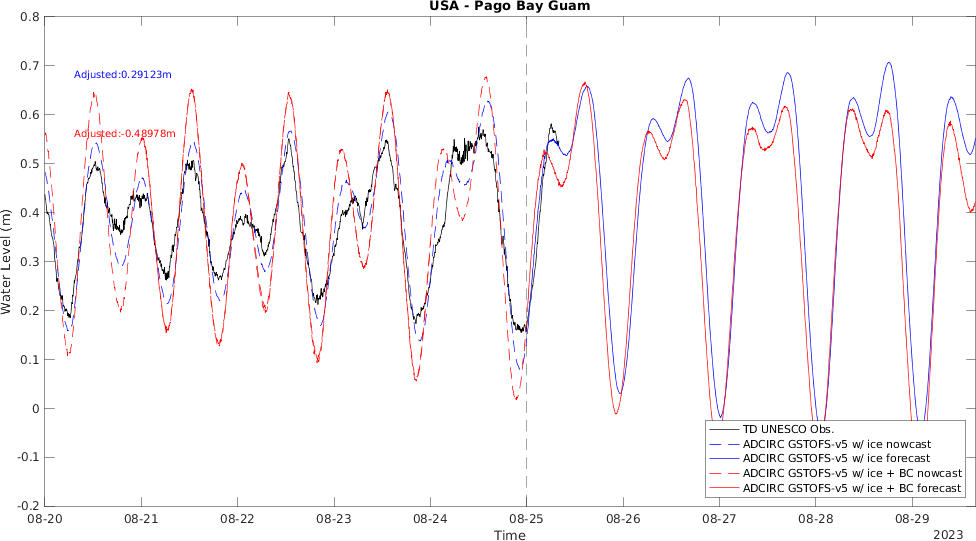 USA - Pago Bay Guam
0.8
0.7
0.6
0.5
0.4
0.3
0.2
0.1
0
-0.1
-0.2
Water Level (m)
Adjusted:0.29123m
Adjusted:-0.48978m
TD UNESCO Obs.
ADCIRC GSTOFS-v5 w/ ice nowcast
ADCIRC GSTOFS-v5 w/ ice forecast
ADCIRC GSTOFS-v5 w/ ice + BC nowcast
ADCIRC GSTOFS-v5 w/ ice + BC forecast
08-20 08-21 08-22 08-23 08-24 08-25 08-26 08-27 08-28 08-29
Time
2023